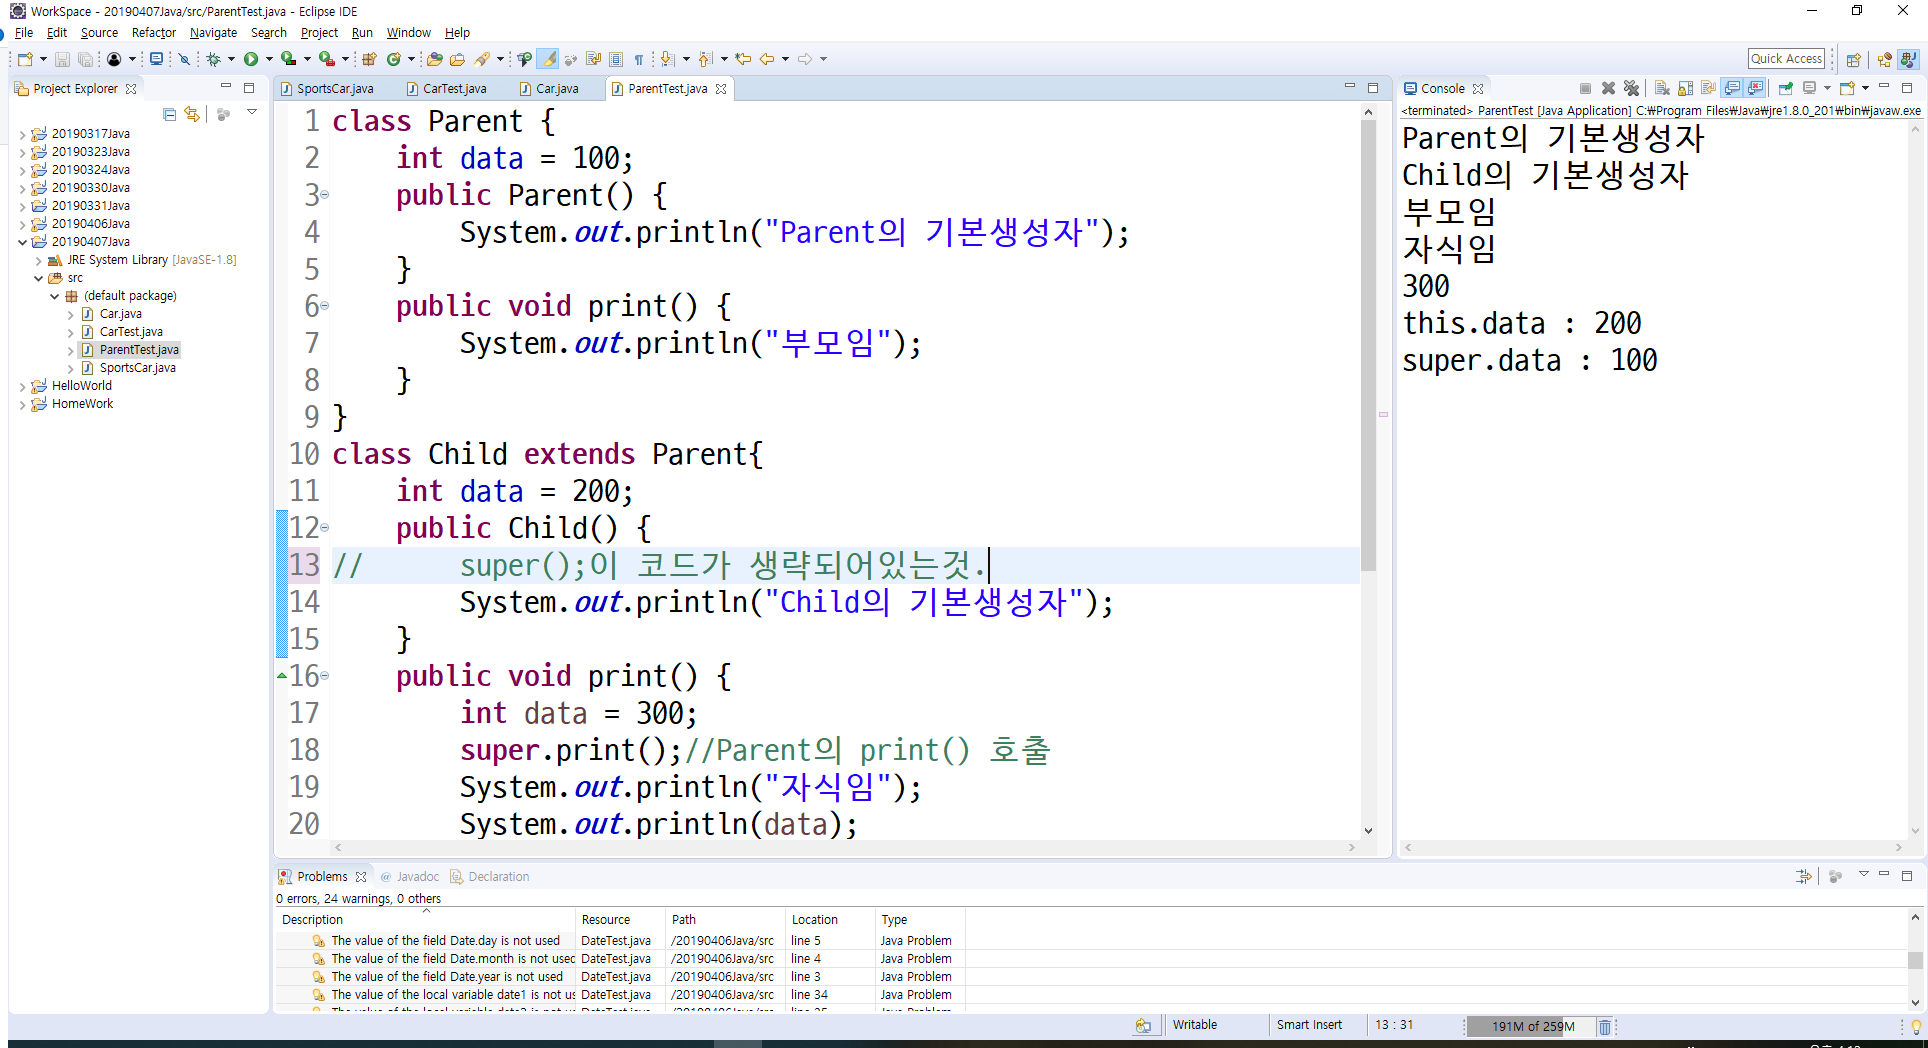 WorkSpace - 20190407Java/src/ParentTest.java - Eclipse IDE
File Edit Source Refactor Navigate Search Project Run Window Help
Quick Access
Project Explorer
20190317Java
20190323Java
20190324Java
20190330Java
20190331Java
20190406Java
20190407Java
JRE System Library [JavaSE-1.8]
src
(default package)
Car.java
CarTest.java
ParentTest.java
SportsCar.java
HelloWorld
HomeWork
SportsCar.java CarTest.java Car.java ParentTest.java
1 class Parent {
2 int data = 100;
3 public Parent() {
4 System.out.println("Parent의 기본생성자");
5 }
6 public void print() {
7 System.out.println("부모임");
8 }
9 }
10 class Child extends Parent{
11 int data = 200;
12 public Child() {
13 // super();이 코드가 생략되어있는것.
14 System.out.println("Child의 기본생성자");
15 }
16 public void print() {
17 int data = 300;
18 super.print();//Parent의 print() 호출
19 System.out.println("자식임");
20 System.out.println(data);
Console
<terminated> ParentTest [Java Application] C:₩Program Files₩Java₩jre1.8.0_201₩bin₩javaw.exe
Parent의 기본생성자
Child의 기본생성자
부모임
자식임
300
this.data : 200
super.data : 100
Problems @ Javadoc Declaration
0 errors, 24 warnings, 0 others
Description Resource Path Location Type
The value of the field Date.day is not used DateTest.java /20190406Java/src line 5 Java Problem
The value of the field Date.month is not used DateTest.java /20190406Java/src line 4 Java Problem
The value of the field Date.year is not used DateTest.java /20190406Java/src line 3 Java Problem
The value of the local variable date1 is not us DateTest.java /20190406Java/src line 34 Java Problem
Writable Smart Insert 13 : 31 191M of 259M